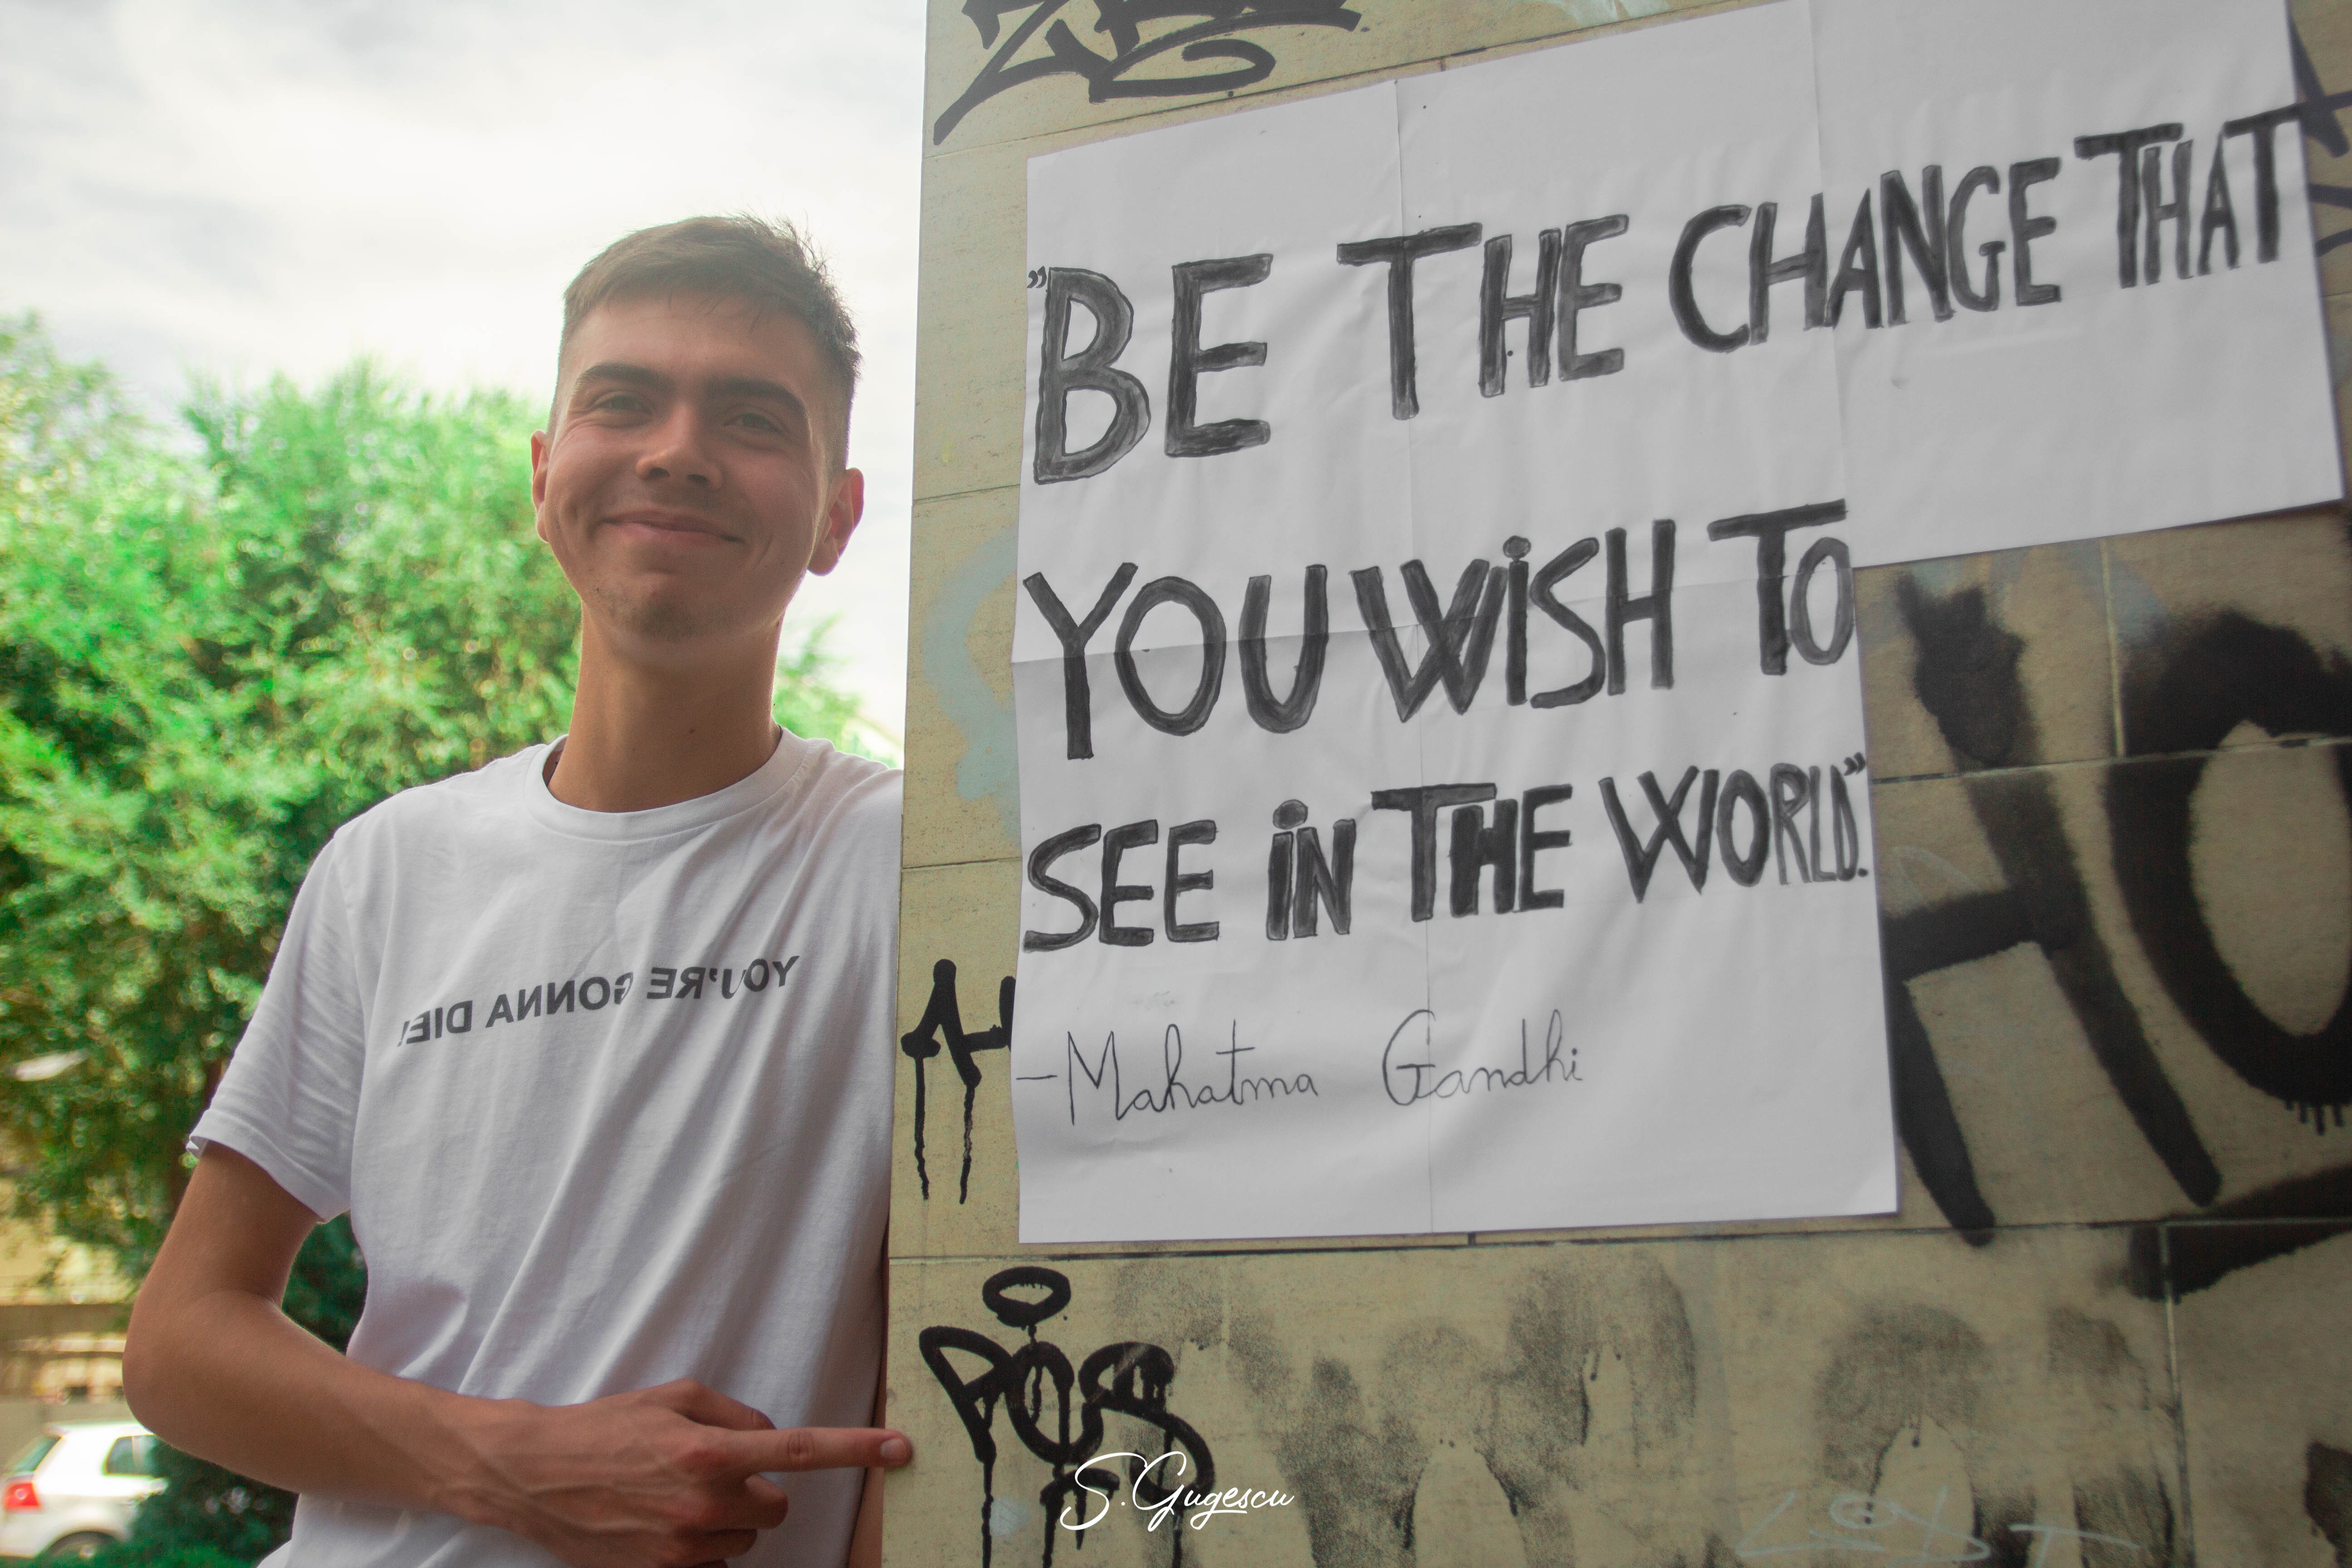 ”BE THE CHANGE THAT
YOU WiSH TO
SEE iN THE WORLD”.
-Mahatma Gandhi
YOU'RE GONNA DIE!
S. Gugescu